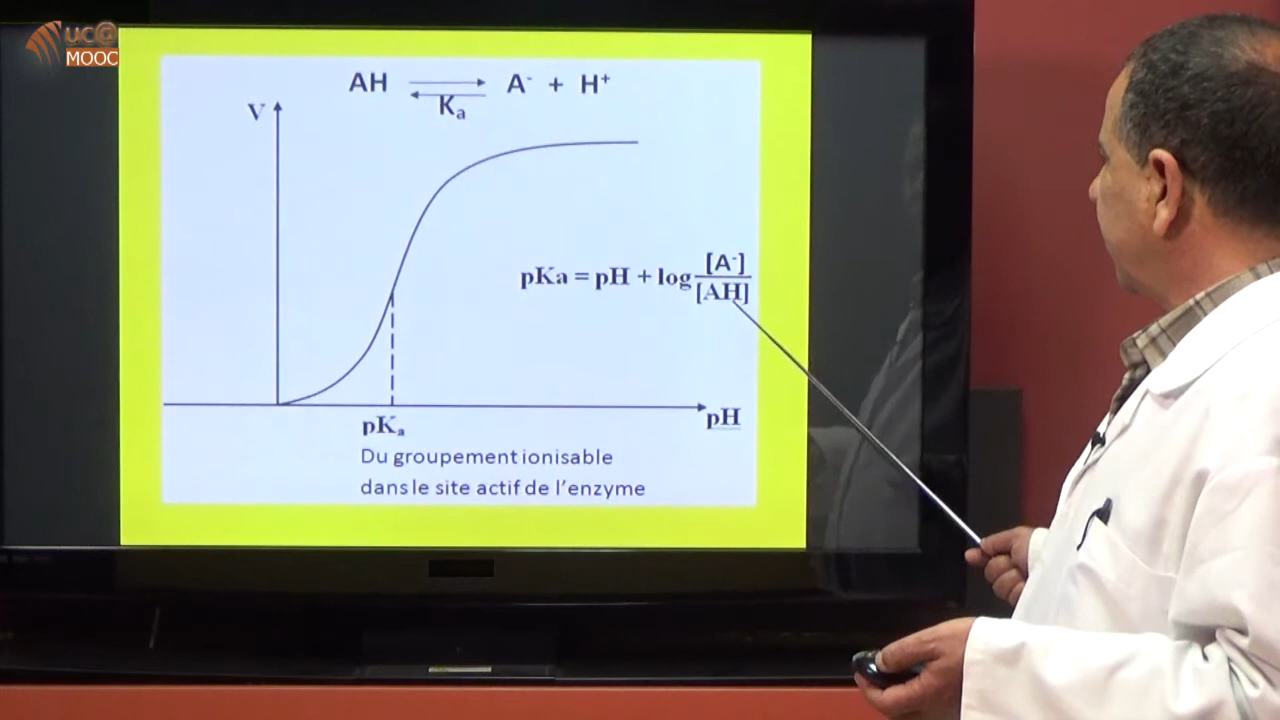 uc@
MOOC
AH ⇌ A⁻ + H⁺
Kₐ
V
pKa = pH + log [A⁻]
[AH]
pH
pKₐ
Du groupement ionisable
dans le site actif de l'enzyme